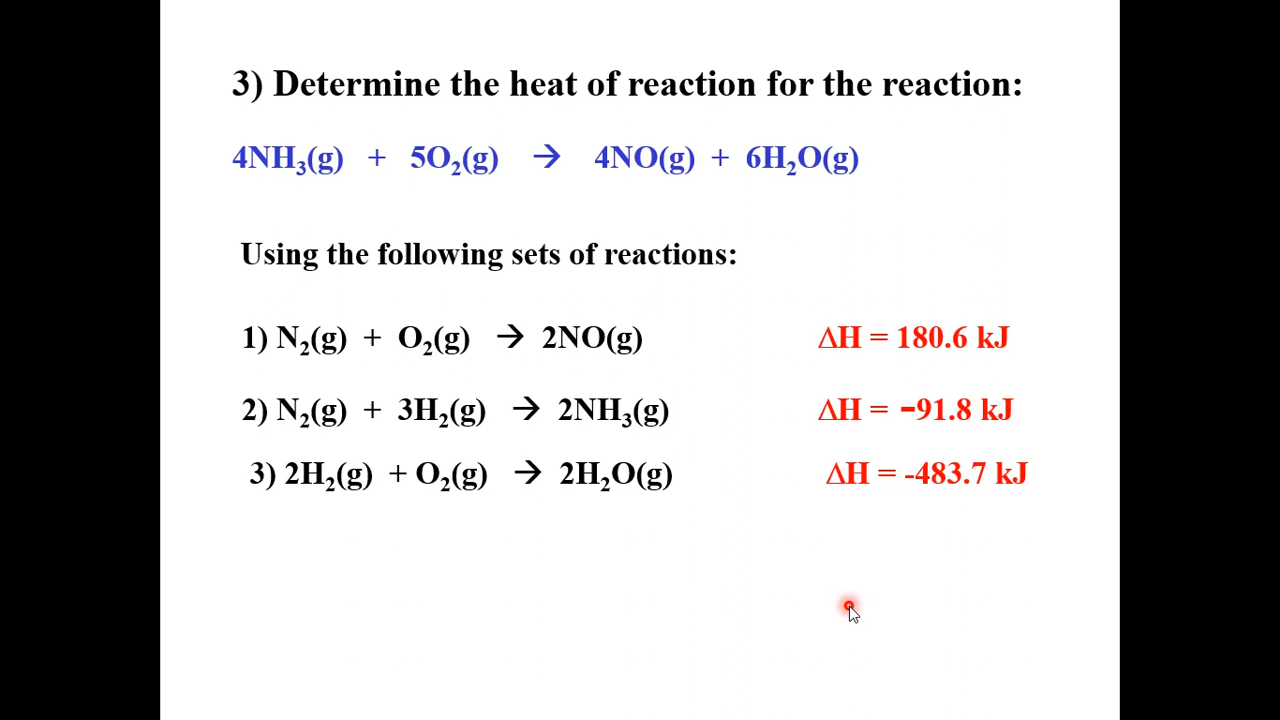 3) Determine the heat of reaction for the reaction:
4NH₃(g) + 5O₂(g) → 4NO(g) + 6H₂O(g)
Using the following sets of reactions:
1) N₂(g) + O₂(g) → 2NO(g) ΔH = 180.6 kJ
2) N₂(g) + 3H₂(g) → 2NH₃(g) ΔH = −91.8 kJ
3) 2H₂(g) + O₂(g) → 2H₂O(g) ΔH = -483.7 kJ